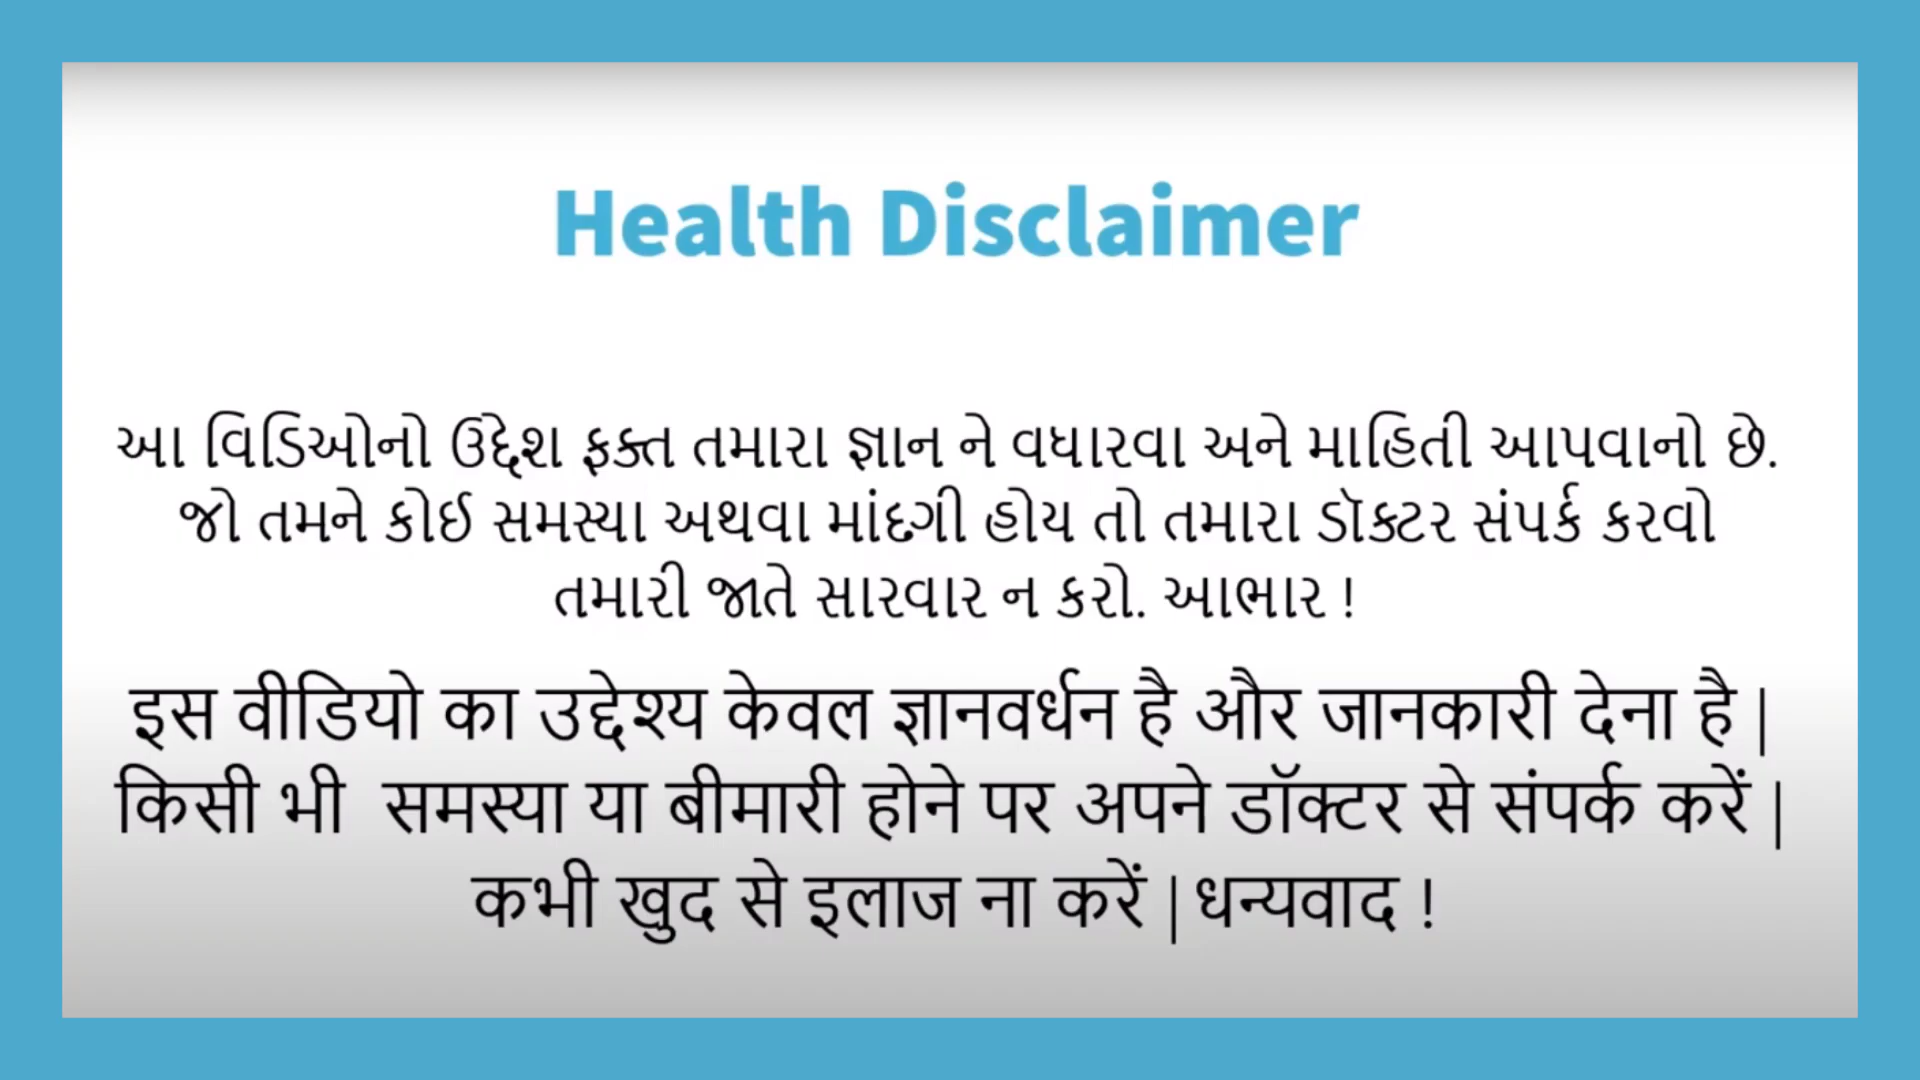 Health Disclaimer
આ વિડિઓનો ઉદ્દેશ ફક્ત તમારા જ્ઞાન ને વધારવા અને માહિતી આપવાનો છે.
જો તમને કોઈ સમસ્યા અથવા માંદગી હોય તો તમારા ડૉક્ટર સંપર્ક કરવો
તમારી જાતે સારવાર ન કરો. આભાર !
इस वीडियो का उद्देश्य केवल ज्ञानवर्धन है और जानकारी देना है |
किसी भी  समस्या या बीमारी होने पर अपने डॉक्टर से संपर्क करें |
कभी खुद से इलाज ना करें | धन्यवाद !